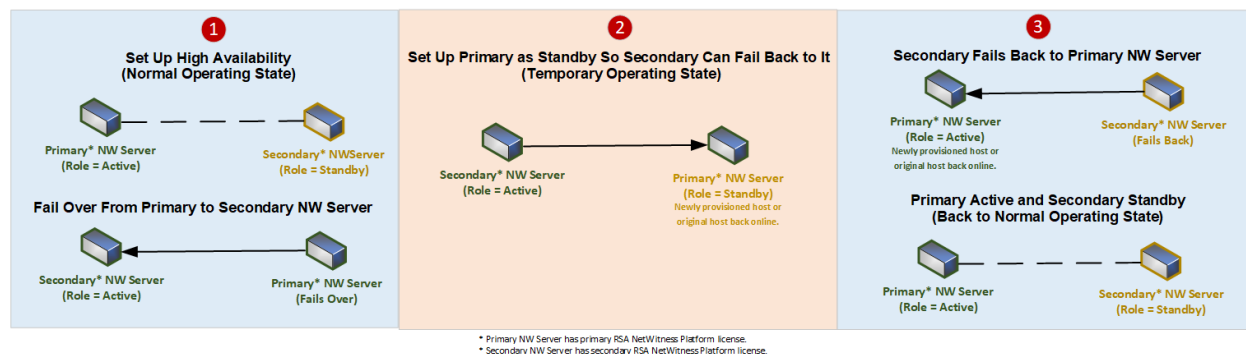 1
Set Up High Availability
(Normal Operating State)
Primary* NW Server
(Role = Active)
Secondary* NWServer
(Role = Standby)
Fail Over From Primary to Secondary NW Server
Secondary* NW Server
(Role = Active)
Primary* NW Server
(Fails Over)
2
Set Up Primary as Standby So Secondary Can Fail Back to It
(Temporary Operating State)
Secondary* NW Server
(Role = Active)
Primary* NW Server
(Role = Standby)
Newly provisioned host or
original host back online.
3
Secondary Fails Back to Primary NW Server
Primary* NW Server
(Role = Active)
Newly provisioned host or
original host back online.
Secondary* NW Server
(Fails Back)
Primary Active and Secondary Standby
(Back to Normal Operating State)
Primary* NW Server
(Role = Active)
Secondary* NW Server
(Role = Standby)
* Primary NW Server has primary RSA NetWitness Platform license.
* Secondary NW Server has secondary RSA NetWitness Platform license.